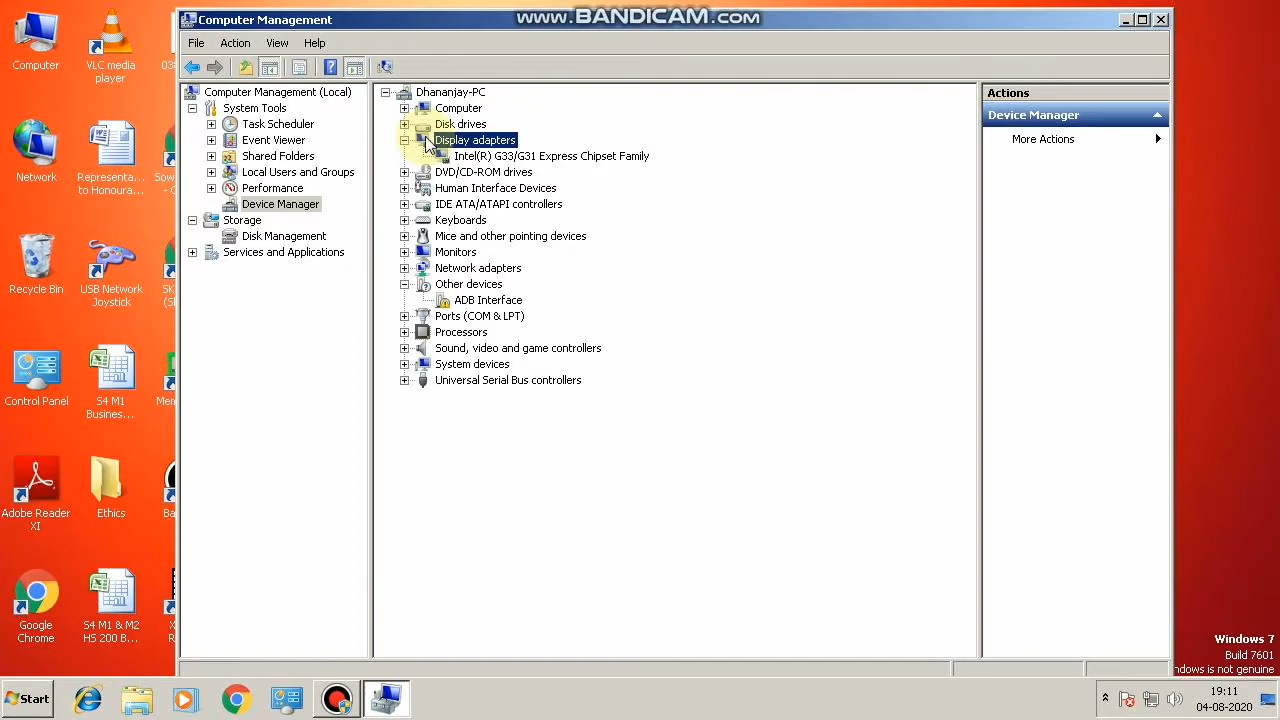 Computer Management
www.BANDICAM.com
File Action View Help
Computer Management (Local)
System Tools
Task Scheduler
Event Viewer
Shared Folders
Local Users and Groups
Performance
Device Manager
Storage
Disk Management
Services and Applications
Dhananjay-PC
Computer
Disk drives
Display adapters
Intel(R) G33/G31 Express Chipset Family
DVD/CD-ROM drives
Human Interface Devices
IDE ATA/ATAPI controllers
Keyboards
Mice and other pointing devices
Monitors
Network adapters
Other devices
ADB Interface
Ports (COM & LPT)
Processors
Sound, video and game controllers
System devices
Universal Serial Bus controllers
Actions
Device Manager
More Actions
Computer
VLC media
player
Network
Representa...
to Honoura...
Recycle Bin
USB Network
Joystick
Control Panel
S4 M1
Business...
Adobe Reader
XI
Ethics
Google
Chrome
S4 M1 & M2
HS 200 B...
Windows 7
Build 7601
ndows is not genuine
Start
19:11
04-08-2020